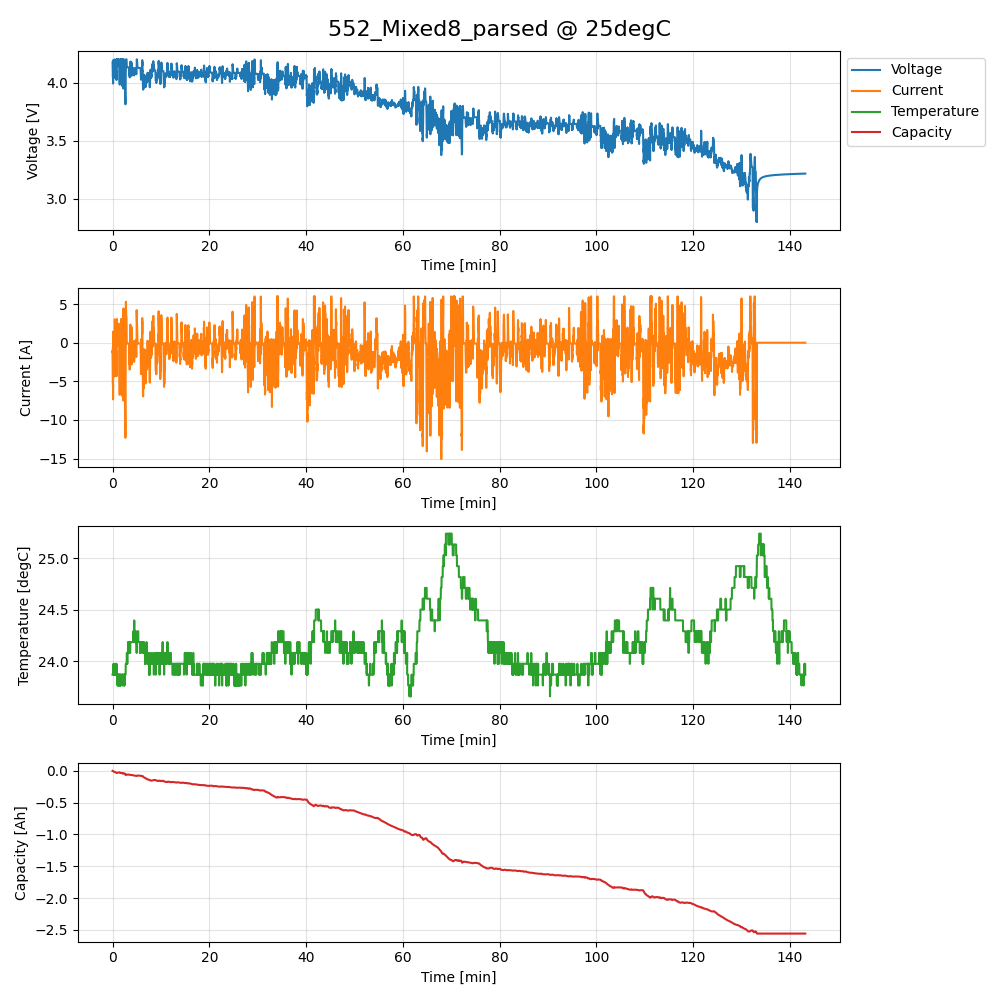 552_Mixed8_parsed @ 25degC
Voltage
Current
Temperature
Capacity
Voltage [V]
4.0
3.5
3.0
0 20 40 60 80 100 120 140
Time [min]
Current [A]
5
0
−5
−10
−15
0 20 40 60 80 100 120 140
Time [min]
Temperature [degC]
25.0
24.5
24.0
0 20 40 60 80 100 120 140
Time [min]
Capacity [Ah]
0.0
−0.5
−1.0
−1.5
−2.0
−2.5
0 20 40 60 80 100 120 140
Time [min]